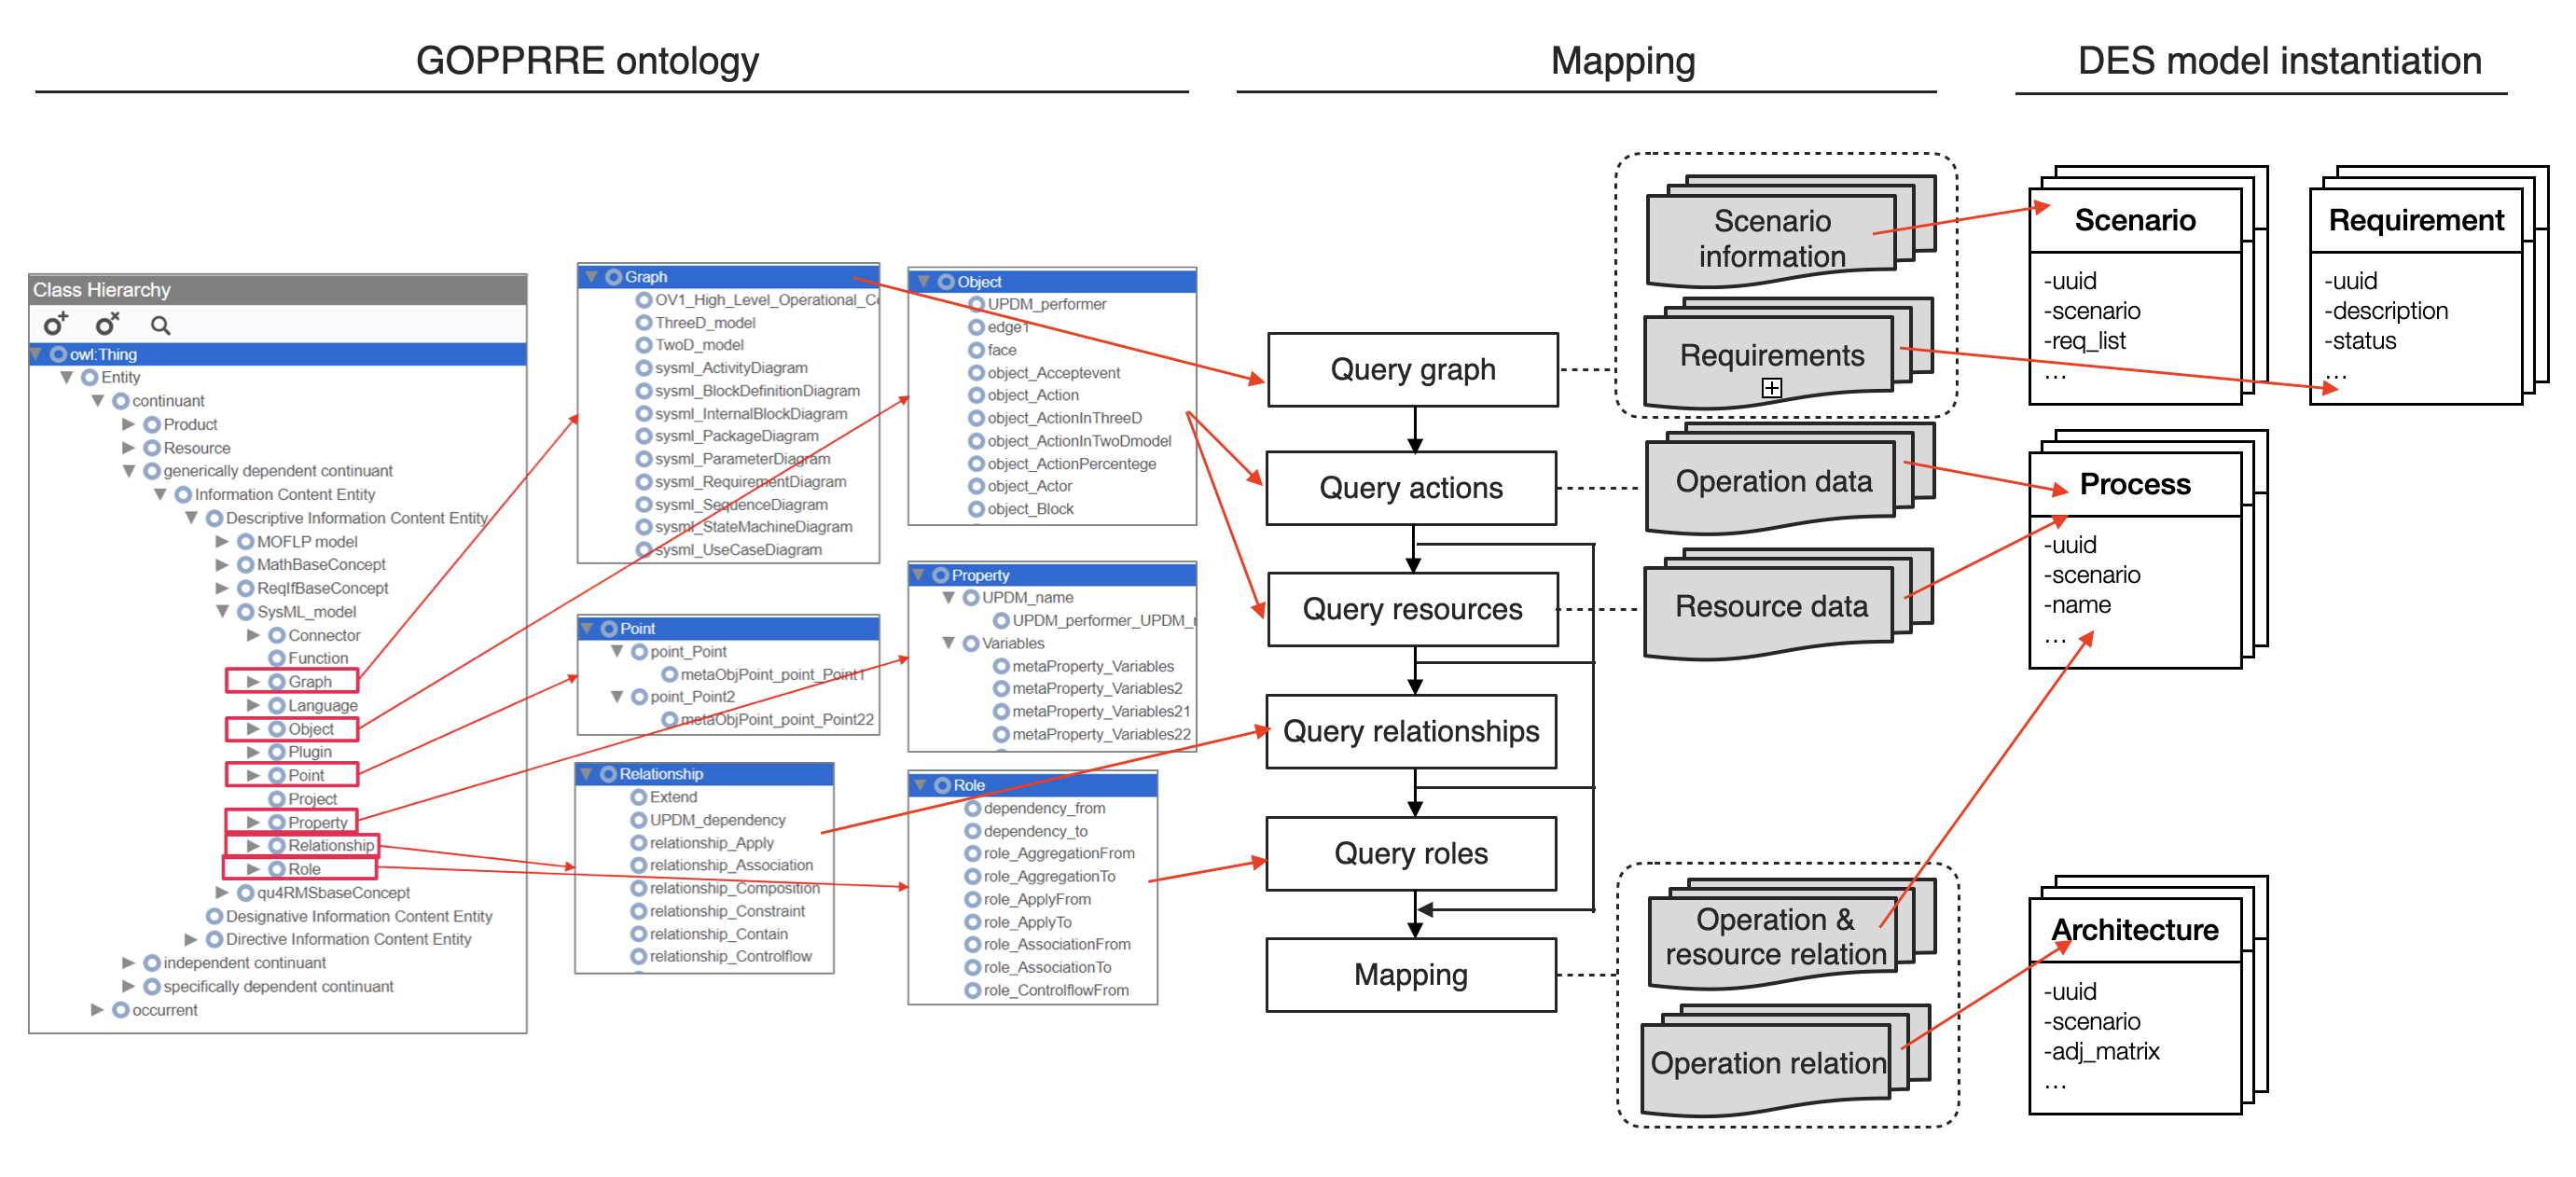 GOPPRRE ontology
Mapping
DES model instantiation
Class Hierarchy
owl:Thing
Entity
continuant
Product
Resource
generically dependent continuant
Information Content Entity
Descriptive Information Content Entity
MOFLP model
MathBaseConcept
ReqIfBaseConcept
SysML_model
Connector
Function
Graph
Language
Object
Plugin
Point
Project
Property
Relationship
Role
qu4RMSbaseConcept
Designative Information Content Entity
Directive Information Content Entity
independent continuant
specifically dependent continuant
occurrent
Graph
OV1_High_Level_Operational_Co
ThreeD_model
TwoD_model
sysml_ActivityDiagram
sysml_BlockDefinitionDiagram
sysml_InternalBlockDiagram
sysml_PackageDiagram
sysml_ParameterDiagram
sysml_RequirementDiagram
sysml_SequenceDiagram
sysml_StateMachineDiagram
sysml_UseCaseDiagram
Point
point_Point
metaObjPoint_point_Point1
point_Point2
metaObjPoint_point_Point22
Relationship
Extend
UPDM_dependency
relationship_Apply
relationship_Association
relationship_Composition
relationship_Constraint
relationship_Contain
relationship_Controlflow
Object
UPDM_performer
edge1
face
object_Acceptevent
object_Action
object_ActionInThreeD
object_ActionInTwoDmodel
object_ActionPercentege
object_Actor
object_Block
Property
UPDM_name
UPDM_performer_UPDM_r
Variables
metaProperty_Variables
metaProperty_Variables2
metaProperty_Variables21
metaProperty_Variables22
Role
dependency_from
dependency_to
role_AggregationFrom
role_AggregationTo
role_ApplyFrom
role_ApplyTo
role_AssociationFrom
role_AssociationTo
role_ControlflowFrom
Query graph
Query actions
Query resources
Query relationships
Query roles
Mapping
Scenario
information
Requirements
Operation data
Resource data
Operation &
resource relation
Operation relation
Scenario
-uuid
-scenario
-req_list
...
Requirement
-uuid
-description
-status
...
Process
-uuid
-scenario
-name
...
Architecture
-uuid
-scenario
-adj_matrix
...